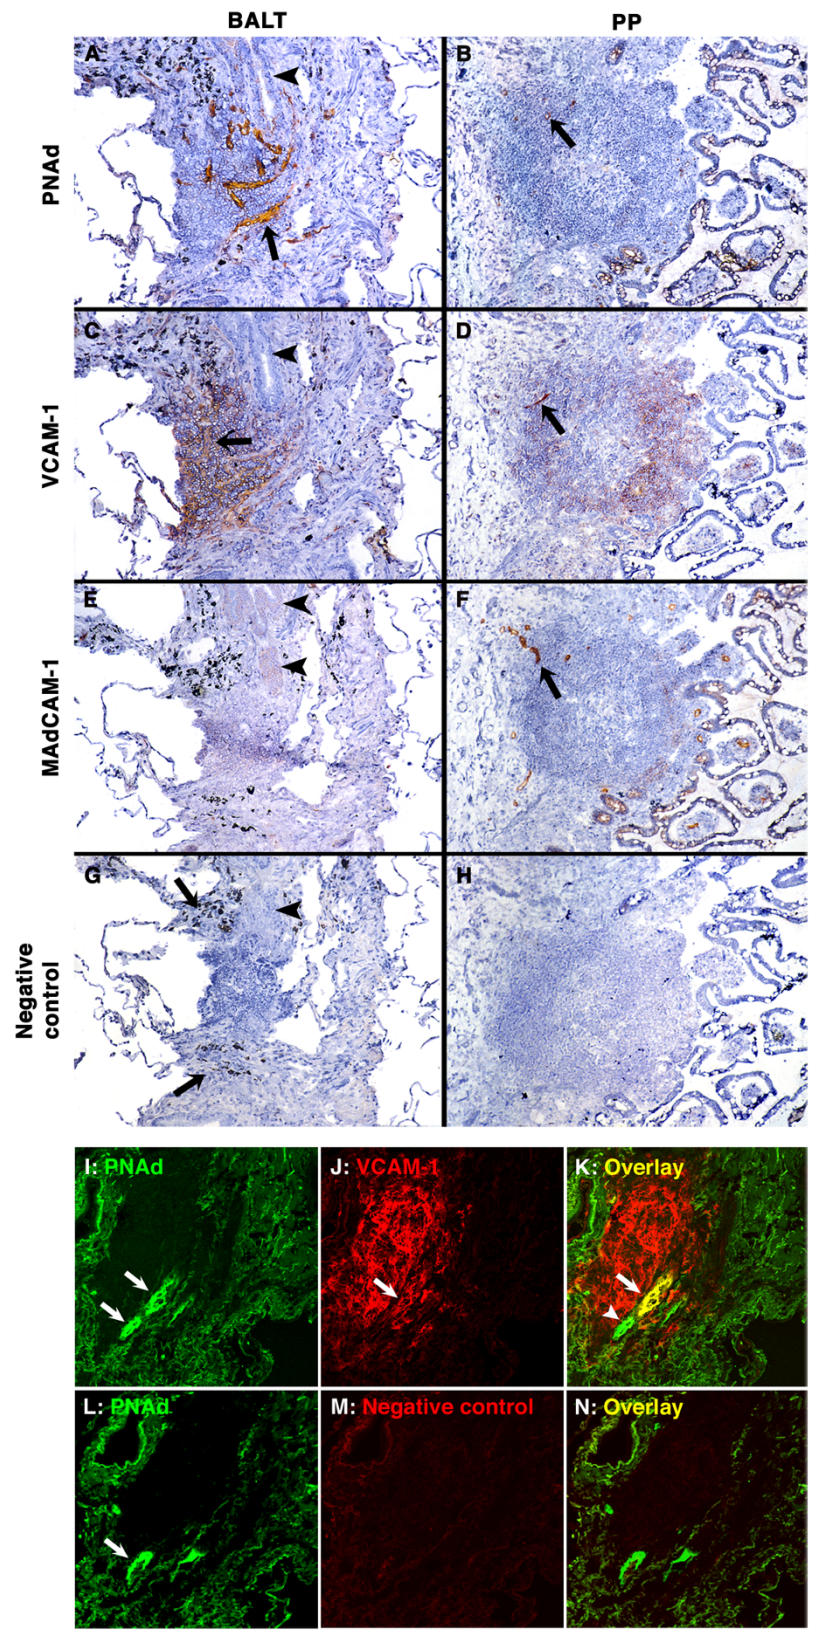 BALT
PP
PNAd
A
B
VCAM-1
C
D
MAdCAM-1
E
F
Negative
control
G
H
I: PNAd
J: VCAM-1
K: Overlay
L: PNAd
M: Negative control
N: Overlay